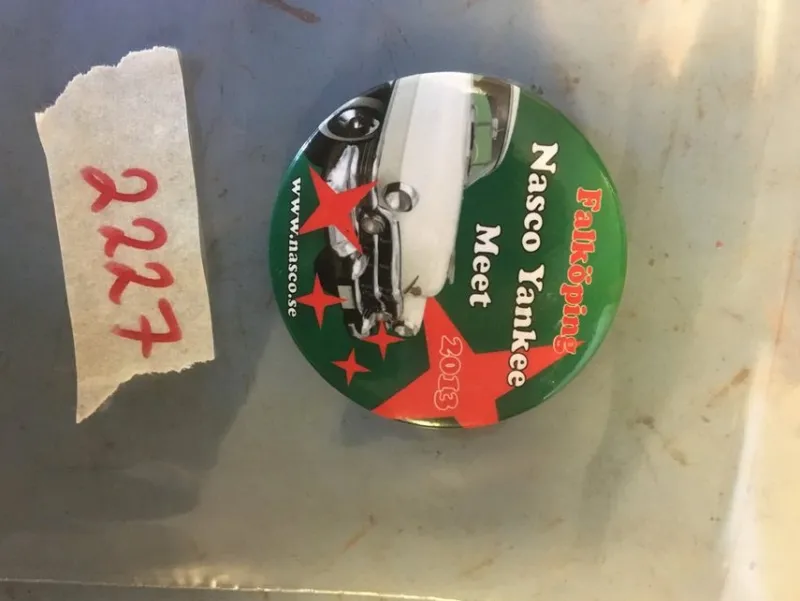 2227
Falköping
Nasco Yankee
Meet
2013
www.nasco.se